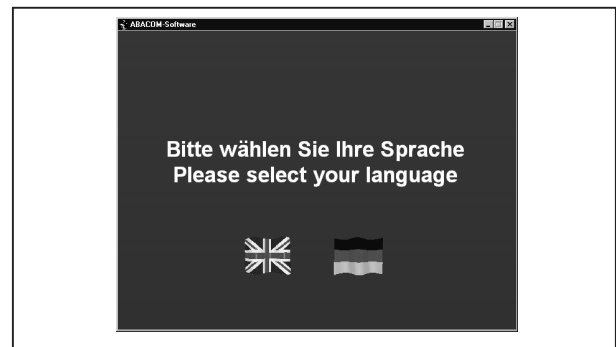 ABACOM-Software
Bitte wählen Sie Ihre Sprache
Please select your language